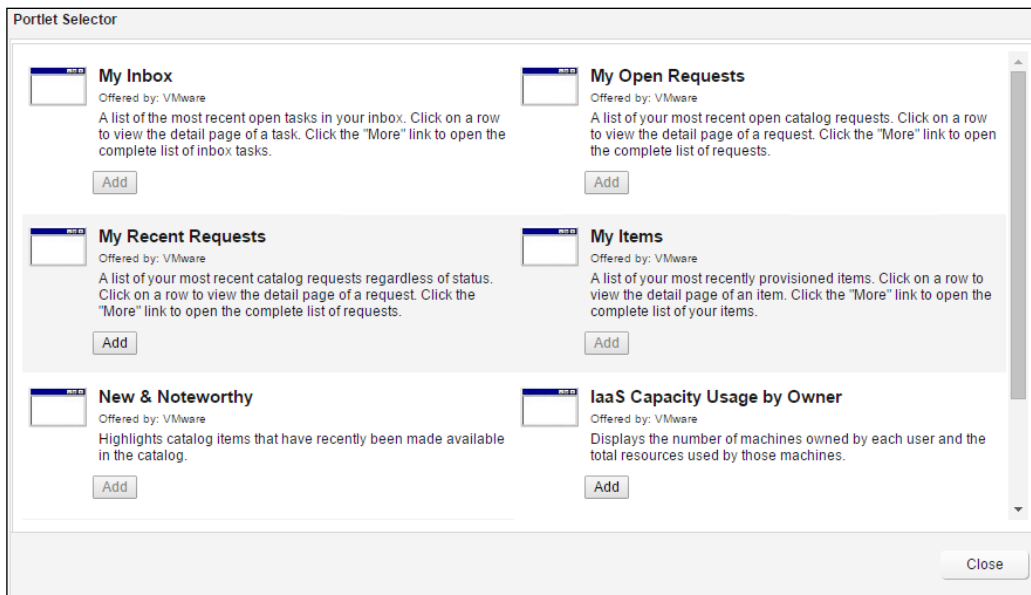 Portlet Selector
My Inbox
Offered by: VMware
A list of the most recent open tasks in your inbox. Click on a row
to view the detail page of a task. Click the "More" link to open the
complete list of inbox tasks.
Add
My Open Requests
Offered by: VMware
A list of your most recent open catalog requests. Click on a row
to view the detail page of a request. Click the "More" link to open
the complete list of requests.
Add
My Recent Requests
Offered by: VMware
A list of your most recent catalog requests regardless of status.
Click on a row to view the detail page of a request. Click the
"More" link to open the complete list of requests.
Add
My Items
Offered by: VMware
A list of your most recently provisioned items. Click on a row to
view the detail page of an item. Click the "More" link to open the
complete list of your items.
Add
New & Noteworthy
Offered by: VMware
Highlights catalog items that have recently been made available
in the catalog.
Add
IaaS Capacity Usage by Owner
Offered by: VMware
Displays the number of machines owned by each user and the
total resources used by those machines.
Add
Close